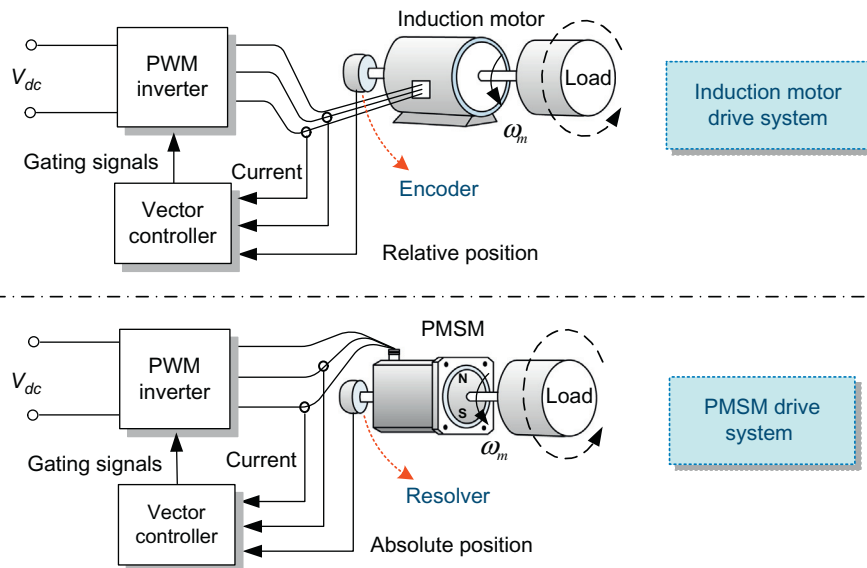 Induction motor
PWM
inverter
V_dc
Load
Induction motor
drive system
ω_m
Gating signals
Current
Encoder
Vector
controller
Relative position
PMSM
PWM
inverter
V_dc
N
S
Load
PMSM drive
system
ω_m
Gating signals
Current
Resolver
Vector
controller
Absolute position